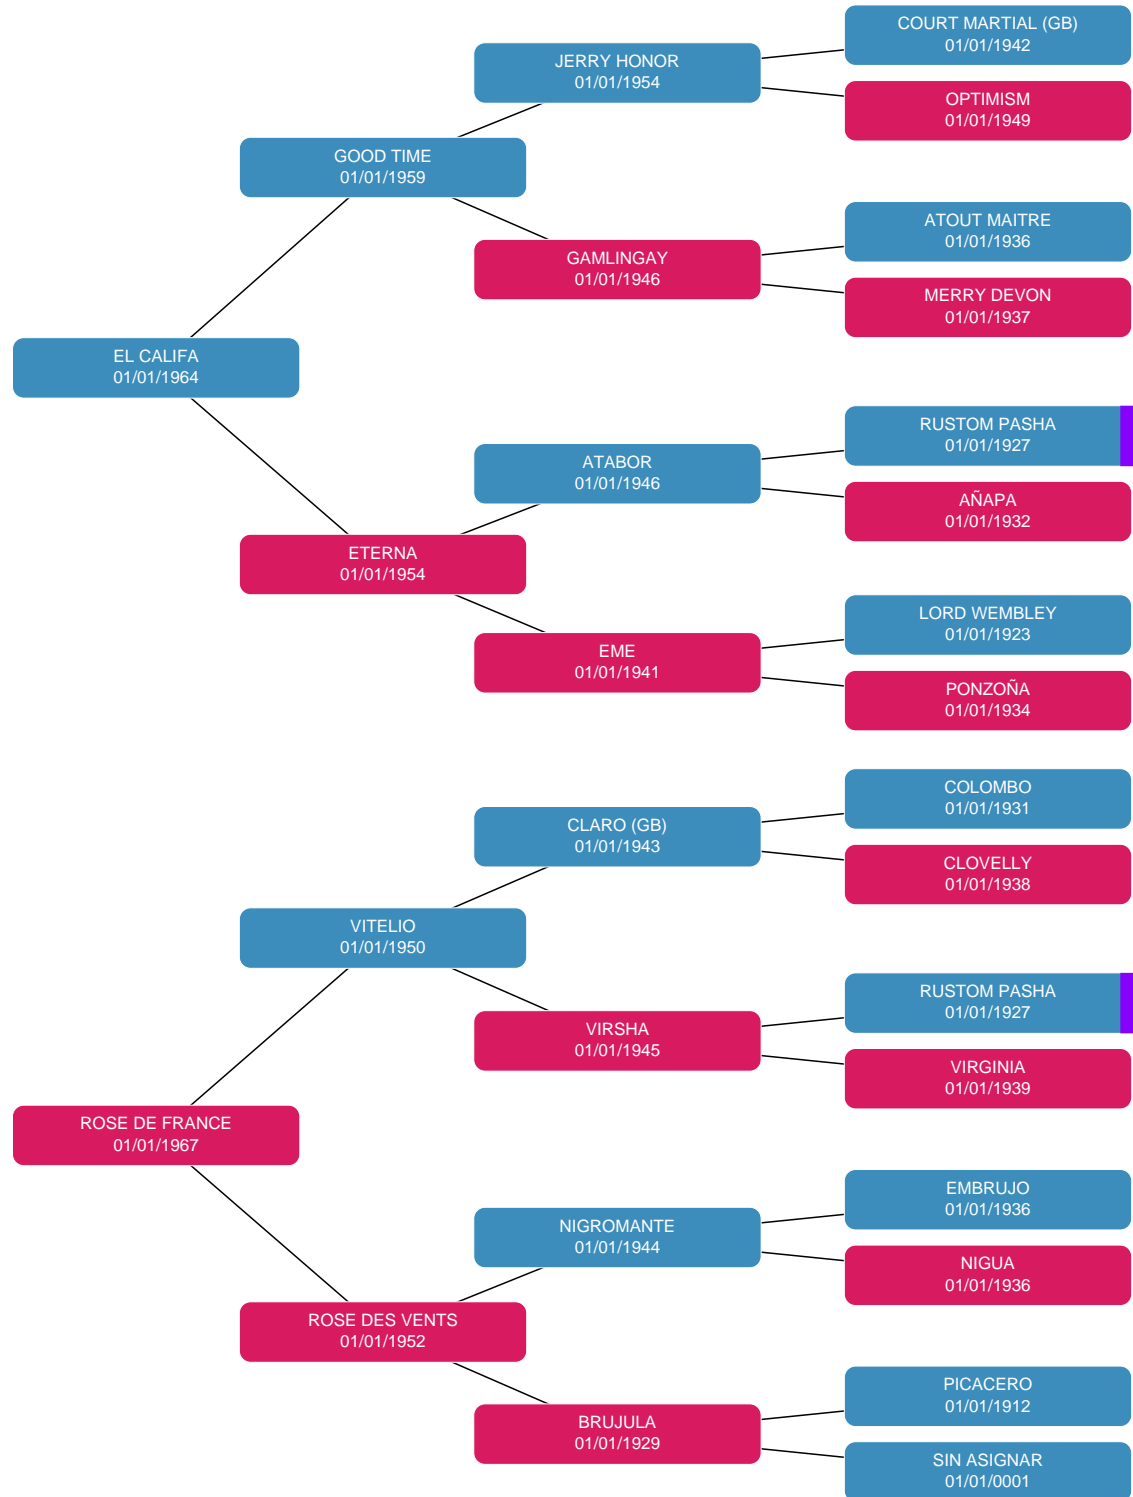 COURT MARTIAL (GB)
01/01/1942
JERRY HONOR
01/01/1954
OPTIMISM
01/01/1949
GOOD TIME
01/01/1959
ATOUT MAITRE
01/01/1936
GAMLINGAY
01/01/1946
MERRY DEVON
01/01/1937
EL CALIFA
01/01/1964
RUSTOM PASHA
01/01/1927
ATABOR
01/01/1946
AÑAPA
01/01/1932
ETERNA
01/01/1954
LORD WEMBLEY
01/01/1923
EME
01/01/1941
PONZOÑA
01/01/1934
COLOMBO
01/01/1931
CLARO (GB)
01/01/1943
CLOVELLY
01/01/1938
VITELIO
01/01/1950
RUSTOM PASHA
01/01/1927
VIRSHA
01/01/1945
VIRGINIA
01/01/1939
ROSE DE FRANCE
01/01/1967
EMBRUJO
01/01/1936
NIGROMANTE
01/01/1944
NIGUA
01/01/1936
ROSE DES VENTS
01/01/1952
PICACERO
01/01/1912
BRUJULA
01/01/1929
SIN ASIGNAR
01/01/0001